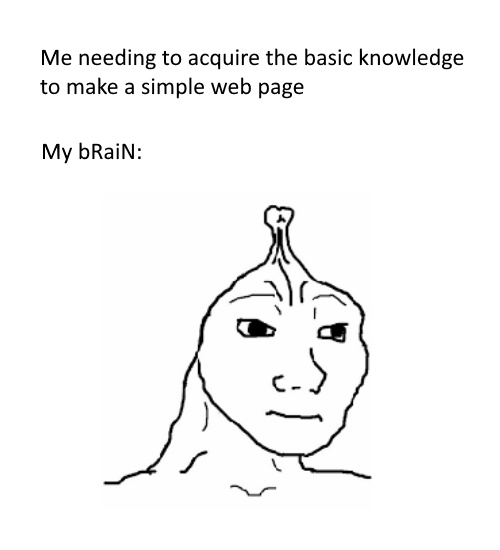 Me needing to acquire the basic knowledge
to make a simple web page
My bRaiN: